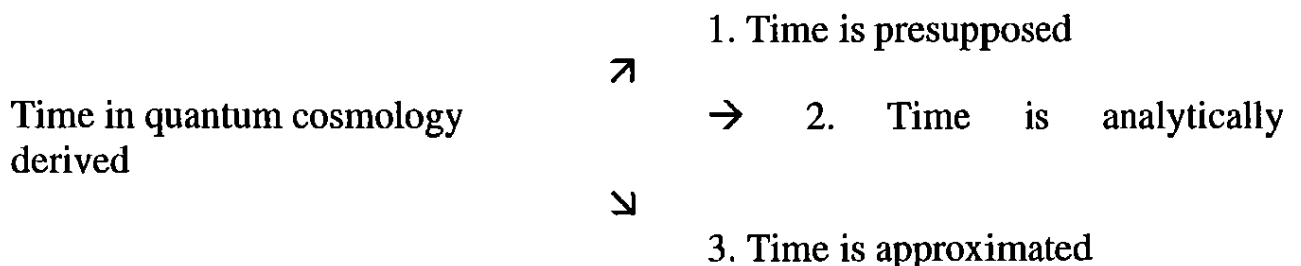 1. Time is presupposed
↗
Time in quantum cosmology → 2. Time is analytically
derived
↘
3. Time is approximated